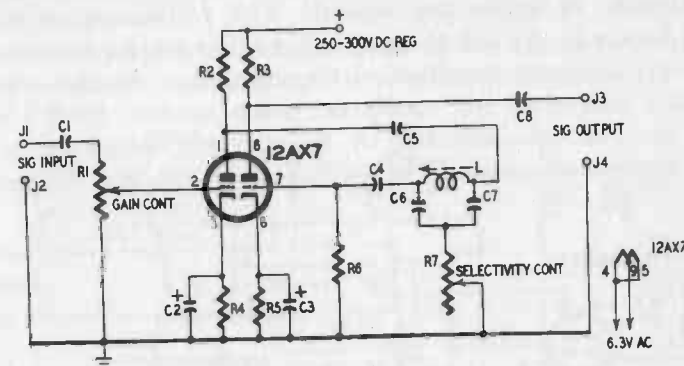 +
250-300V DC REG
R2
R3
C8
J3
SIG OUTPUT
J4
C5
1
6
12AX7
J1
C1
SIG INPUT
J2
R1
GAIN CONT
2
7
C4
L
C6
C7
3
R6
R7
SELECTIVITY CONT
+
C2
R4
R5
+
C3
12AX7
4
9
5
6.3V AC